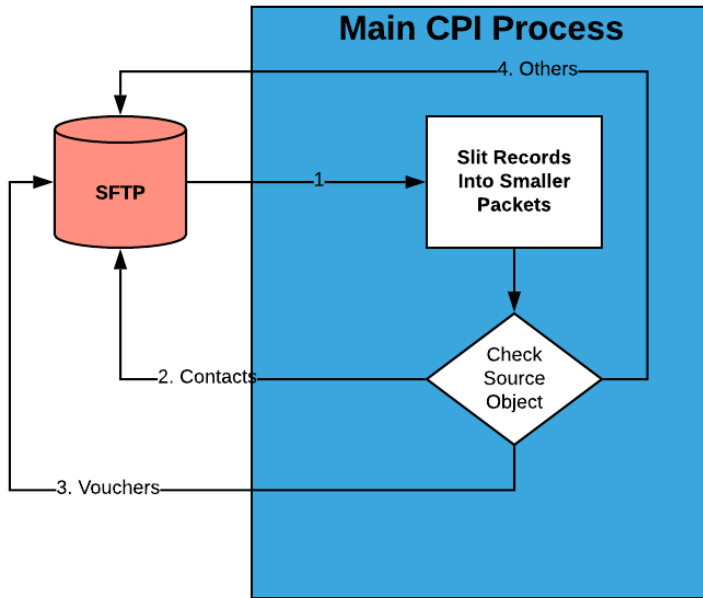 Main CPI Process
4. Others
Slit Records
Into Smaller
Packets
SFTP
1
Check
Source
Object
2. Contacts
3. Vouchers